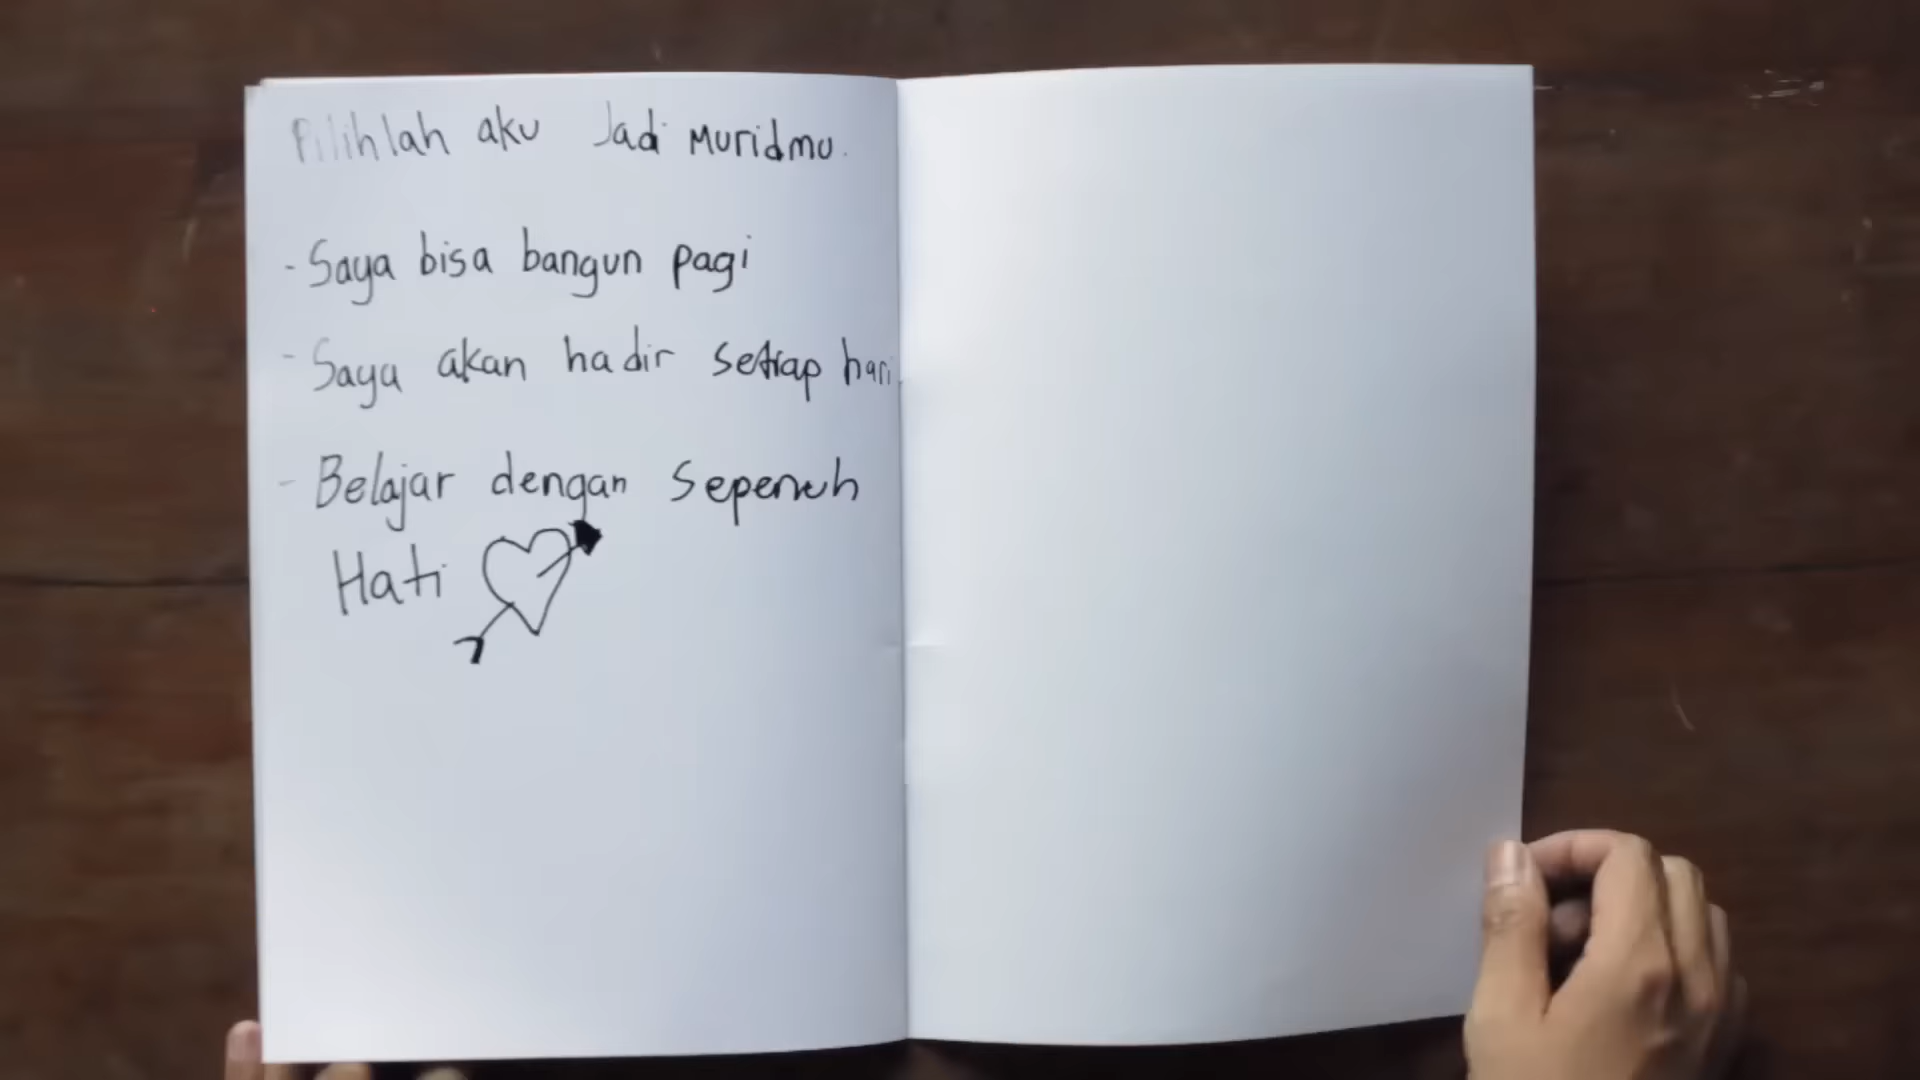 Pilihlah aku Jadi Muridmu.
- Saya bisa bangun pagi
- Saya akan hadir setiap hari.
- Belajar dengan Sepenuh
Hati